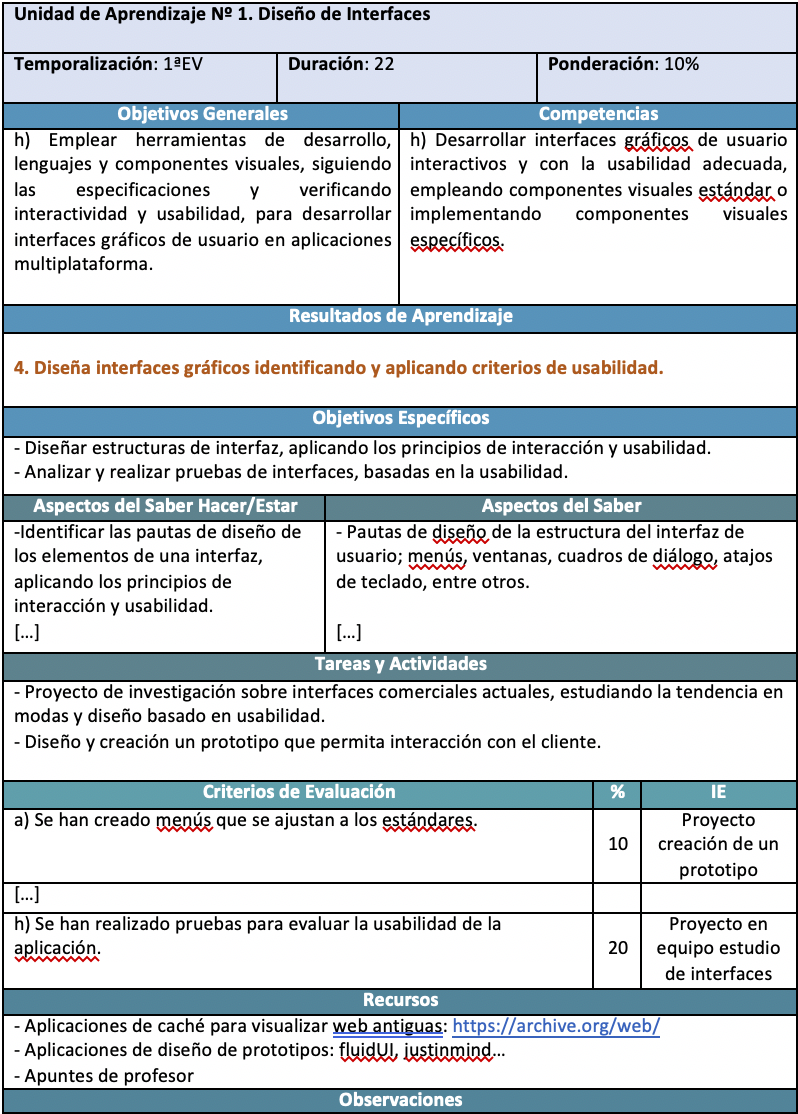 Unidad de Aprendizaje Nº 1. Diseño de Interfaces
Temporalización: 1ªEV
Duración: 22
Ponderación: 10%
Objetivos Generales
h) Emplear herramientas de desarrollo,
lenguajes y componentes visuales, siguiendo
las especificaciones y verificando
interactividad y usabilidad, para desarrollar
interfaces gráficos de usuario en aplicaciones
multiplataforma.
Competencias
h) Desarrollar interfaces gráficos de usuario
interactivos y con la usabilidad adecuada,
empleando componentes visuales estándar o
implementando componentes visuales
específicos.
Resultados de Aprendizaje
4. Diseña interfaces gráficos identificando y aplicando criterios de usabilidad.
Objetivos Específicos
- Diseñar estructuras de interfaz, aplicando los principios de interacción y usabilidad.
- Analizar y realizar pruebas de interfaces, basadas en la usabilidad.
Aspectos del Saber Hacer/Estar
-Identificar las pautas de diseño de
los elementos de una interfaz,
aplicando los principios de
interacción y usabilidad.
[…]
Aspectos del Saber
- Pautas de diseño de la estructura del interfaz de
usuario; menús, ventanas, cuadros de diálogo, atajos
de teclado, entre otros.
[…]
Tareas y Actividades
- Proyecto de investigación sobre interfaces comerciales actuales, estudiando la tendencia en
modas y diseño basado en usabilidad.
- Diseño y creación un prototipo que permita interacción con el cliente.
Criterios de Evaluación
%
IE
a) Se han creado menús que se ajustan a los estándares.
10
Proyecto
creación de un
prototipo
[…]
h) Se han realizado pruebas para evaluar la usabilidad de la
aplicación.
20
Proyecto en
equipo estudio
de interfaces
Recursos
- Aplicaciones de caché para visualizar web antiguas: https://archive.org/web/
- Aplicaciones de diseño de prototipos: fluidUI, justinmind…
- Apuntes de profesor
Observaciones